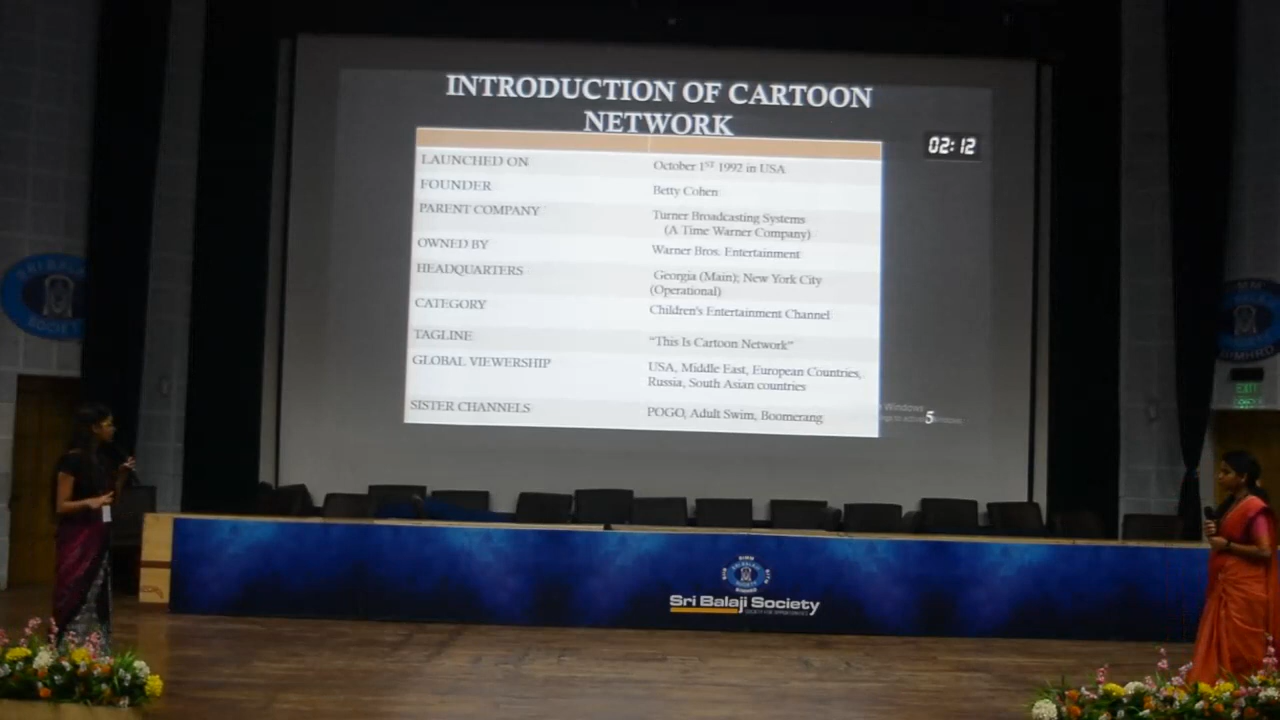 INTRODUCTION OF CARTOON
NETWORK
02:12
LAUNCHED ON October 1ST 1992 in USA
FOUNDER Betty Cohen
PARENT COMPANY Turner Broadcasting Systems
(A Time Warner Company)
OWNED BY Warner Bros. Entertainment
HEADQUARTERS Georgia (Main); New York City
(Operational)
CATEGORY Children's Entertainment Channel
TAGLINE "This Is Cartoon Network"
GLOBAL VIEWERSHIP USA, Middle East, European Countries,
Russia, South Asian countries
SISTER CHANNELS POGO, Adult Swim, Boomerang
Windows
5
EXIT
SRI BALAJI
SOCIETY
Sri Balaji Society